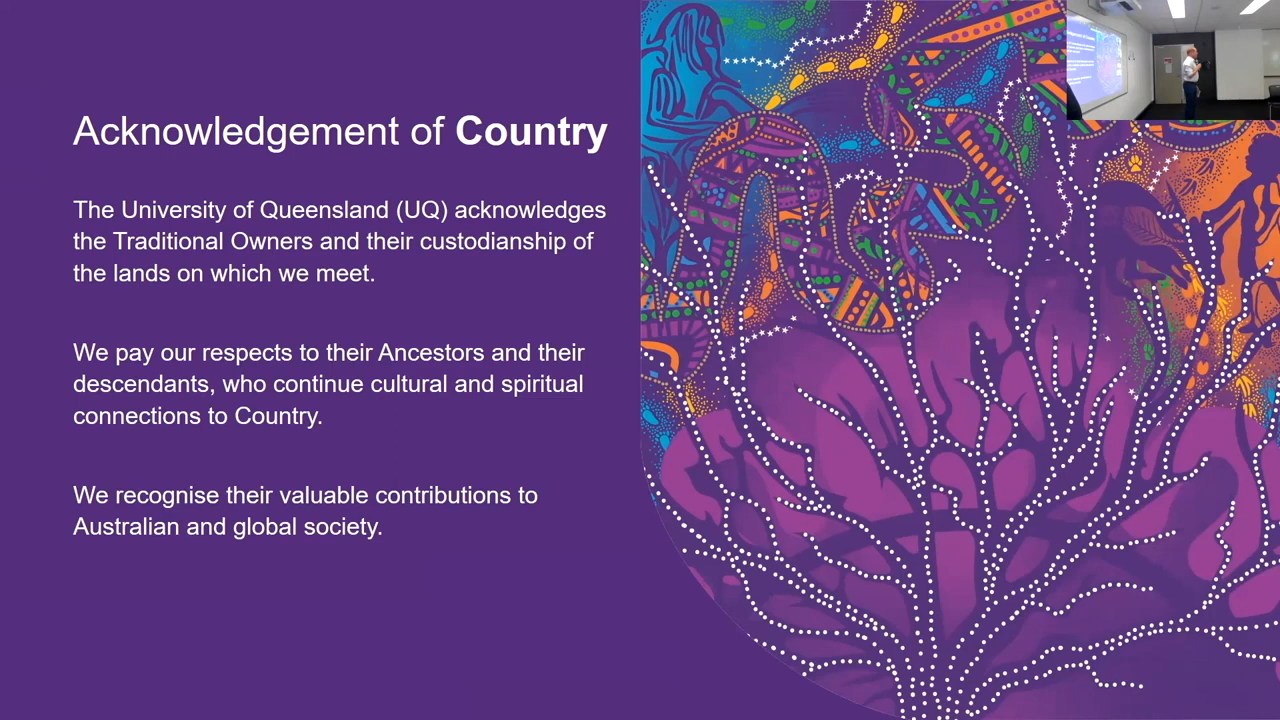 Acknowledgement of Country
The University of Queensland (UQ) acknowledges
the Traditional Owners and their custodianship of
the lands on which we meet.
We pay our respects to their Ancestors and their
descendants, who continue cultural and spiritual
connections to Country.
We recognise their valuable contributions to
Australian and global society.